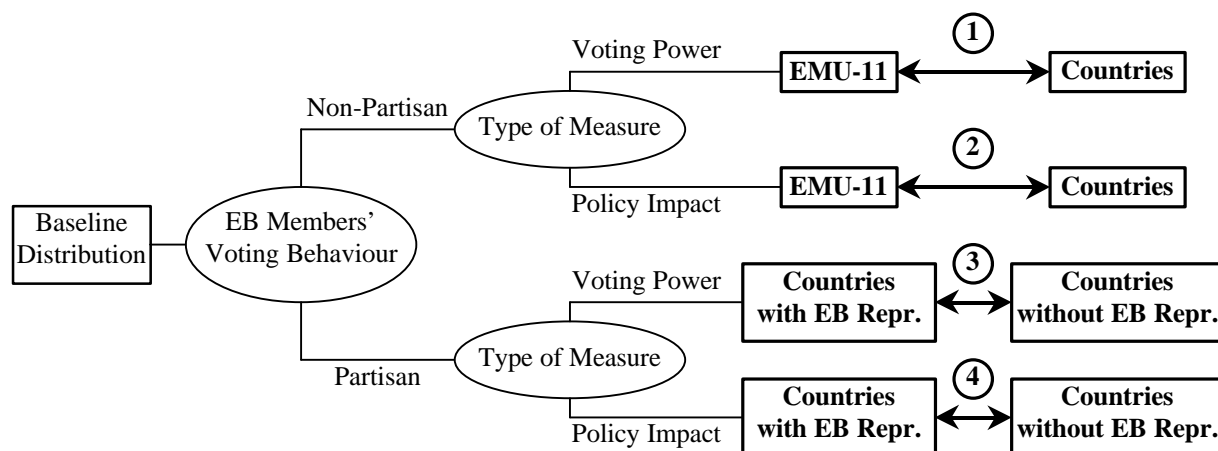 1
Voting Power
EMU-11
Countries
Non-Partisan
Type of Measure
2
EMU-11
Countries
Policy Impact
Baseline
Distribution
EB Members’
Voting Behaviour
3
Voting Power
Countries
with EB Repr.
Countries
without EB Repr.
Type of Measure
Partisan
4
Policy Impact
Countries
with EB Repr.
Countries
without EB Repr.